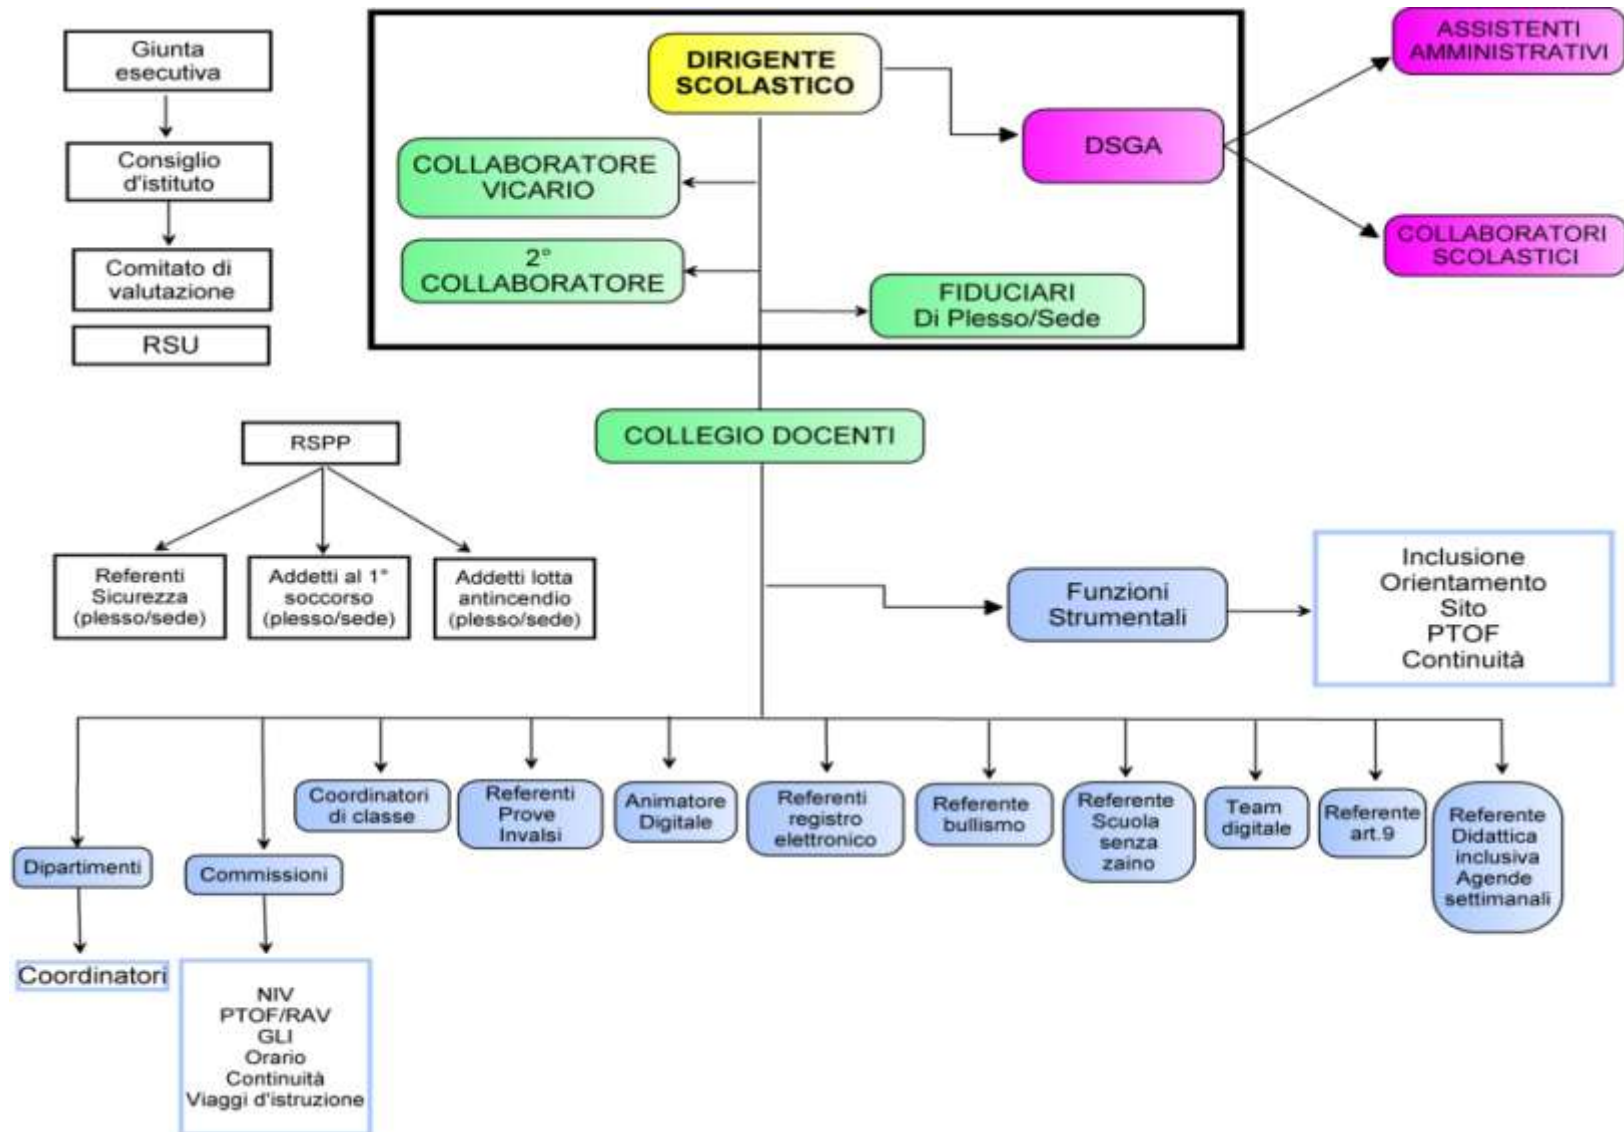 Giunta
esecutiva
Consiglio
d'istituto
Comitato di
valutazione
RSU
DIRIGENTE
SCOLASTICO
COLLABORATORE
VICARIO
2°
COLLABORATORE
FIDUCIARI
Di Plesso/Sede
DSGA
ASSISTENTI
AMMINISTRATIVI
COLLABORATORI
SCOLASTICI
COLLEGIO DOCENTI
RSPP
Referenti
Sicurezza
(plesso/sede)
Addetti al 1°
soccorso
(plesso/sede)
Addetti lotta
antincendio
(plesso/sede)
Funzioni
Strumentali
Inclusione
Orientamento
Sito
PTOF
Continuità
Dipartimenti
Commissioni
Coordinatori
di classe
Referenti
Prove
Invalsi
Animatore
Digitale
Referenti
registro
elettronico
Referente
bullismo
Referente
Scuola
senza
zaino
Team
digitale
Referente
art.9
Referente
Didattica
inclusiva
Agende
settimanali
Coordinatori
NIV
PTOF/RAV
GLI
Orario
Continuità
Viaggi d'istruzione